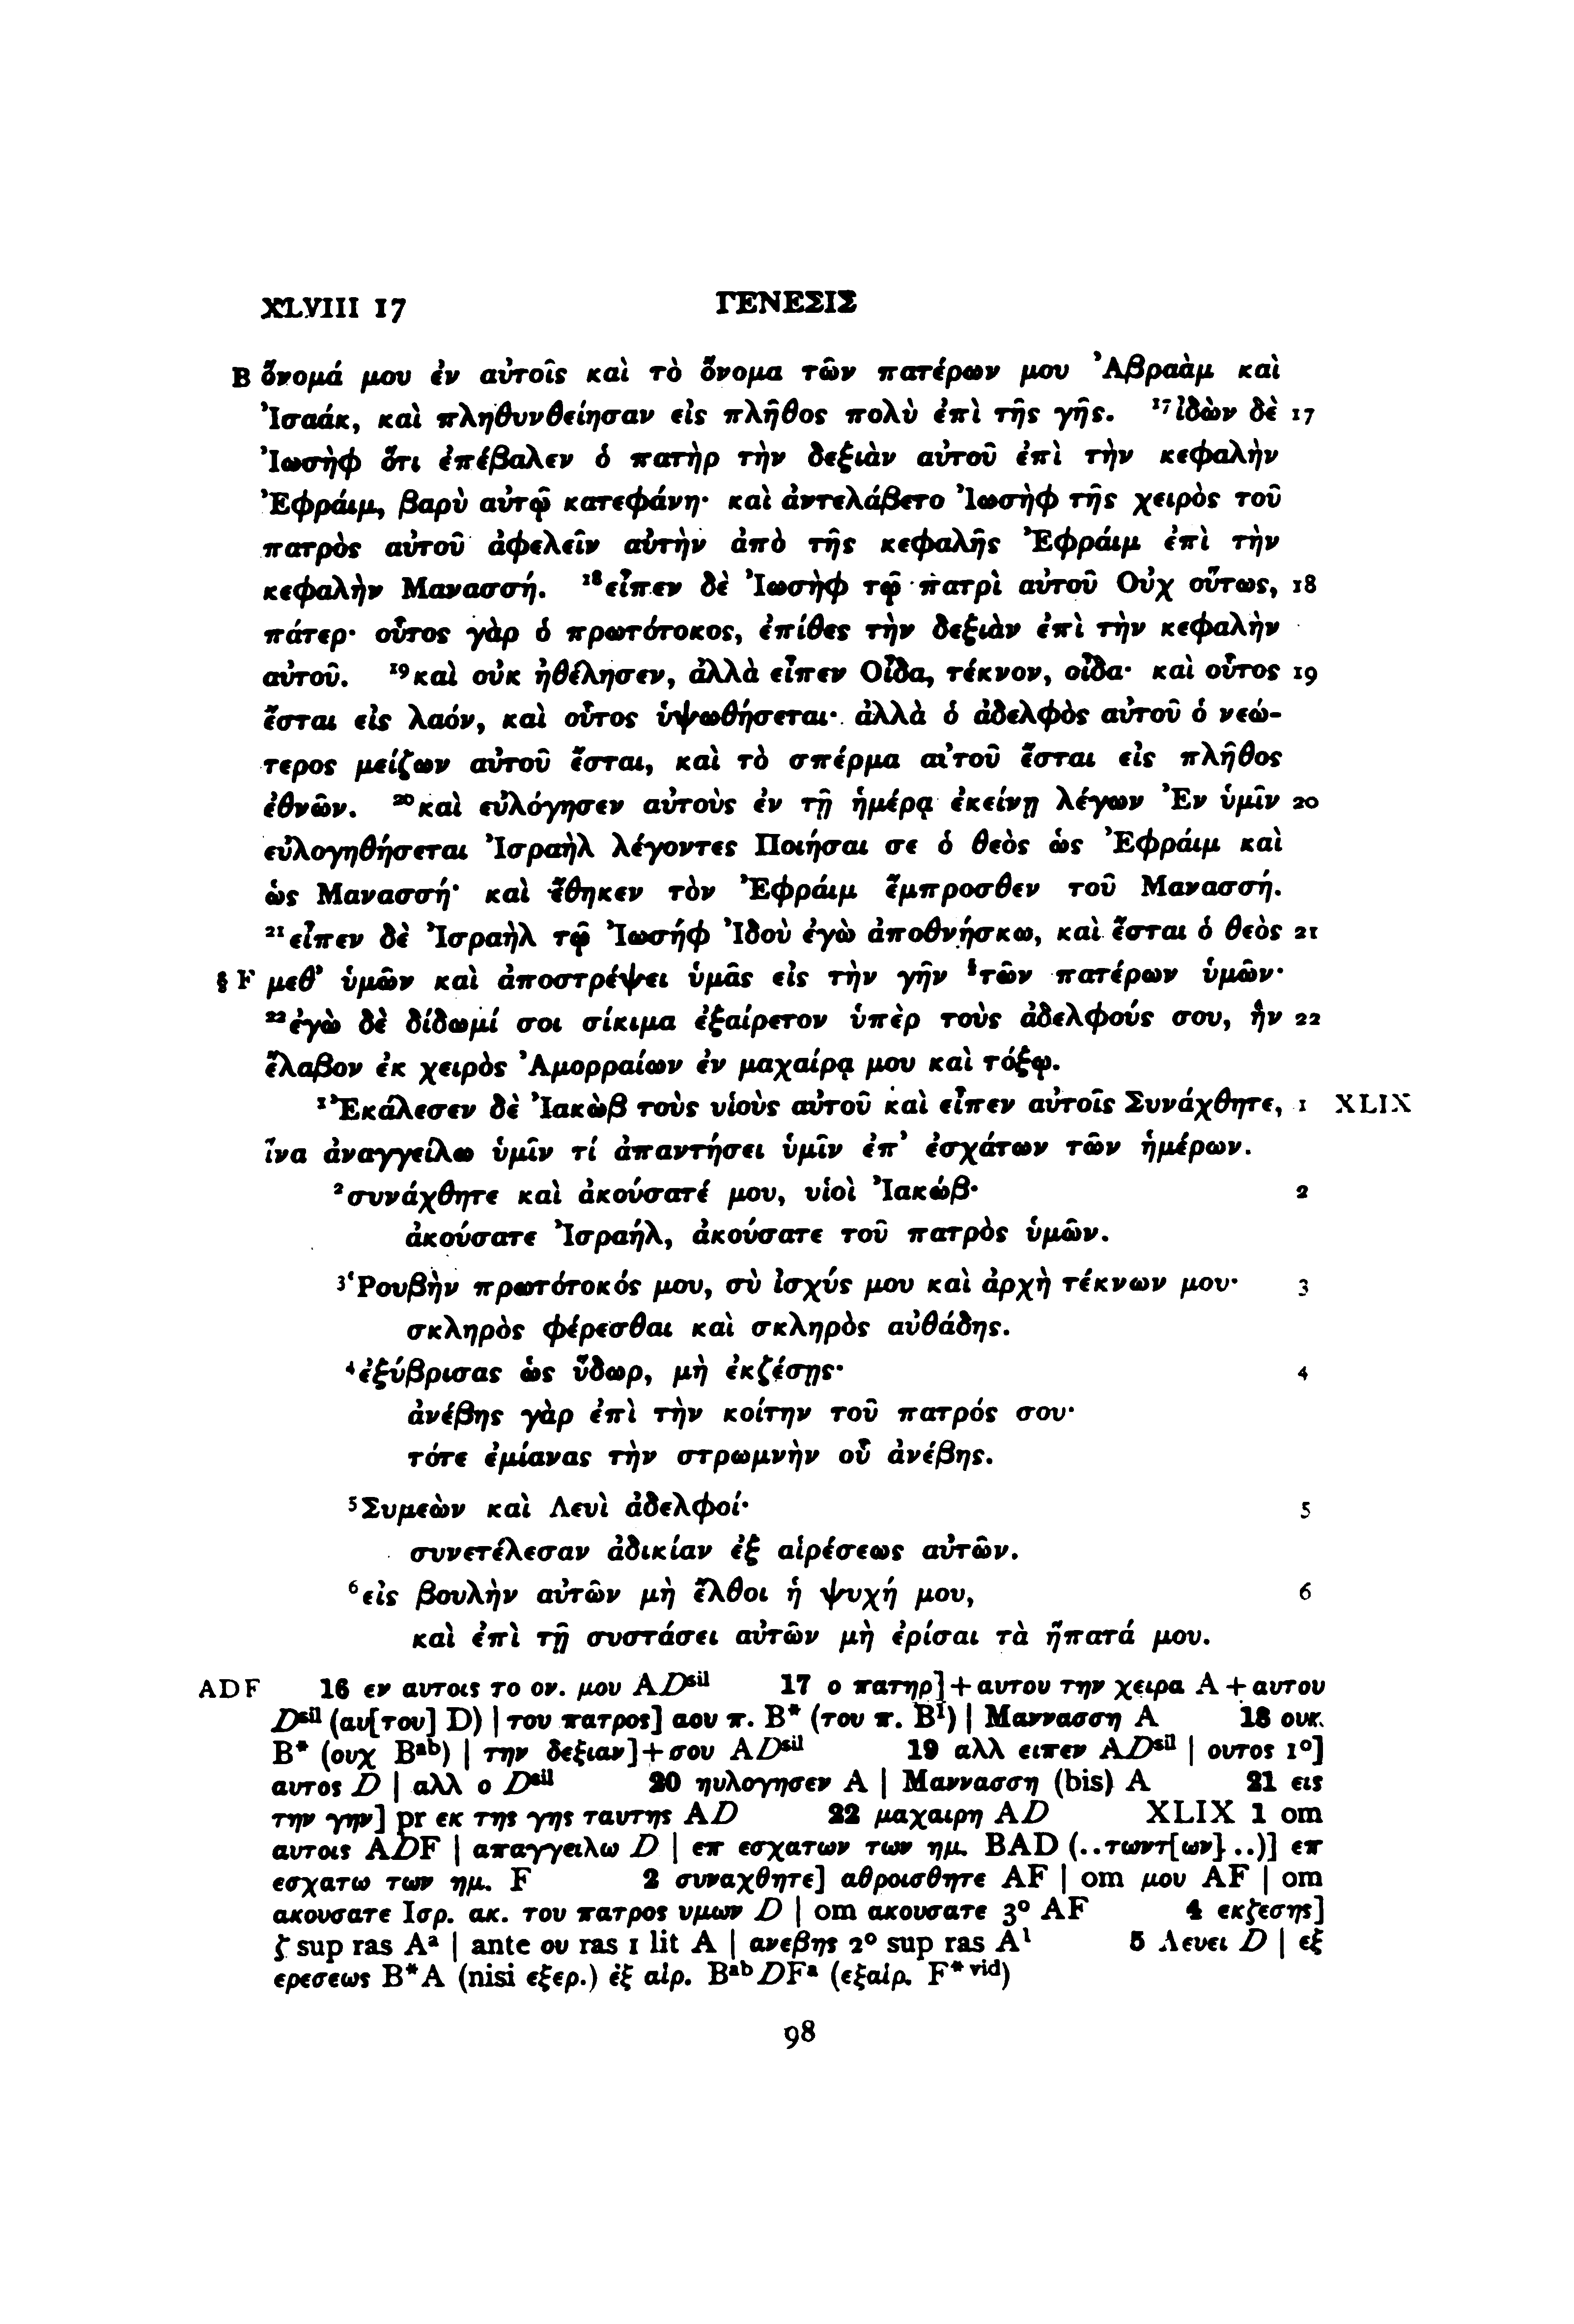 XLVIII 17 ΓΕΝΕΣΙΣ
B ὄνομά μου ἐν αὐτοῖς καὶ τὸ ὄνομα τῶν πατέρων μου Ἀβραὰμ καὶ
Ἰσαάκ, καὶ πληθυνθείησαν εἰς πλῆθος πολὺ ἐπὶ τῆς γῆς. ¹⁷ἰδὼν δὲ 17
Ἰωσὴφ ὅτι ἐπέβαλεν ὁ πατὴρ τὴν δεξιὰν αὐτοῦ ἐπὶ τὴν κεφαλὴν
Ἐφράιμ, βαρὺ αὐτῷ κατεφάνη· καὶ ἀντελάβετο Ἰωσὴφ τῆς χειρὸς τοῦ
πατρὸς αὐτοῦ ἀφελεῖν αὐτὴν ἀπὸ τῆς κεφαλῆς Ἐφράιμ ἐπὶ τὴν
κεφαλὴν Μανασσή. ¹⁸εἶπεν δὲ Ἰωσὴφ τῷ πατρὶ αὐτοῦ Οὐχ οὕτως, 18
πάτερ· οὗτος γὰρ ὁ πρωτότοκος, ἐπίθες τὴν δεξιὰν ἐπὶ τὴν κεφαλὴν
αὐτοῦ. ¹⁹καὶ οὐκ ἠθέλησεν, ἀλλὰ εἶπεν Οἶδα, τέκνον, οἶδα· καὶ οὗτος 19
ἔσται εἰς λαόν, καὶ οὗτος ὑψωθήσεται· ἀλλὰ ὁ ἀδελφὸς αὐτοῦ ὁ νεώ-
τερος μείζων αὐτοῦ ἔσται, καὶ τὸ σπέρμα αὐτοῦ ἔσται εἰς πλῆθος
ἐθνῶν. ²⁰καὶ εὐλόγησεν αὐτοὺς ἐν τῇ ἡμέρᾳ ἐκείνῃ λέγων Ἐν ὑμῖν 20
εὐλογηθήσεται Ἰσραὴλ λέγοντες Ποιήσαι σε ὁ θεὸς ὡς Ἐφράιμ καὶ
ὡς Μανασσή· καὶ ἔθηκεν τὸν Ἐφράιμ ἔμπροσθεν τοῦ Μανασσή.
²¹εἶπεν δὲ Ἰσραὴλ τῷ Ἰωσήφ Ἰδοὺ ἐγὼ ἀποθνήσκω, καὶ ἔσται ὁ θεὸς 21
§ F μεθ’ ὑμῶν καὶ ἀποστρέψει ὑμᾶς εἰς τὴν γῆν §τῶν πατέρων ὑμῶν·
²²ἐγὼ δὲ δίδωμί σοι σίκιμα ἐξαίρετον ὑπὲρ τοὺς ἀδελφούς σου, ἣν 22
ἔλαβον ἐκ χειρὸς Ἀμορραίων ἐν μαχαίρᾳ μου καὶ τόξῳ.
¹Ἐκάλεσεν δὲ Ἰακὼβ τοὺς υἱοὺς αὐτοῦ καὶ εἶπεν αὐτοῖς Συνάχθητε, 1 XLIX
ἵνα ἀναγγείλω ὑμῖν τί ἀπαντήσει ὑμῖν ἐπ’ ἐσχάτων τῶν ἡμέρων.
²συνάχθητε καὶ ἀκούσατέ μου, υἱοὶ Ἰακώβ· 2
ἀκούσατε Ἰσραήλ, ἀκούσατε τοῦ πατρὸς ὑμῶν.
³Ῥουβὴν πρωτότοκός μου, σὺ ἰσχύς μου καὶ ἀρχὴ τέκνων μου· 3
σκληρὸς φέρεσθαι καὶ σκληρὸς αὐθάδης.
⁴ἐξύβρισας ὡς ὕδωρ, μὴ ἐκζέσῃς· 4
ἀνέβης γὰρ ἐπὶ τὴν κοίτην τοῦ πατρός σου·
τότε ἐμίανας τὴν στρωμνὴν οὗ ἀνέβης.
⁵Συμεὼν καὶ Λευὶ ἀδελφοί· 5
συνετέλεσαν ἀδικίαν ἐξ αἱρέσεως αὐτῶν.
⁶εἰς βουλὴν αὐτῶν μὴ ἔλθοι ἡ ψυχή μου, 6
καὶ ἐπὶ τῇ συστάσει αὐτῶν μὴ ἐρίσαι τὰ ἥπατά μου.
ADF 16 εν αυτοις το ον. μου AD^sil 17 ο πατηρ]+αυτου την χειρα A+αυτου
D^sil (αυ[του] D) | του πατρος] αου π. B* (του π. B¹) | Μαννασση A 18 ουκ
B* (ουχ B^ab) | την δεξιαν]+σου AD^sil 19 αλλ ειπεν AD^sil | ουτος 1°]
αυτος D | αλλ ο D^sil 20 ηυλογησεν A | Μαννασση (bis) A 21 εις
την γην] pr εκ της γης ταυτης AD 22 μαχαιρη AD XLIX 1 om
αυτοις ADF | απαγγειλω D | επ εσχατων των ημ. BAD (..τωντ[ων]..)] επ
εσχατω των ημ. F 2 συναχθητε] αθροισθητε AF | om μου AF | om
ακουσατε Ισρ. ακ. του πατρος υμων D | om ακουσατε 3° AF 4 εκζεσης]
ζ sup ras A^a | ante ου ras 1 lit A | ανεβης 2° sup ras A¹ 5 Λευει D | εξ
ερεσεως B*A (nisi εξερ.) ἐξ αἱρ. B^ab DF^a (εξαἱρ. F*^vid)
98